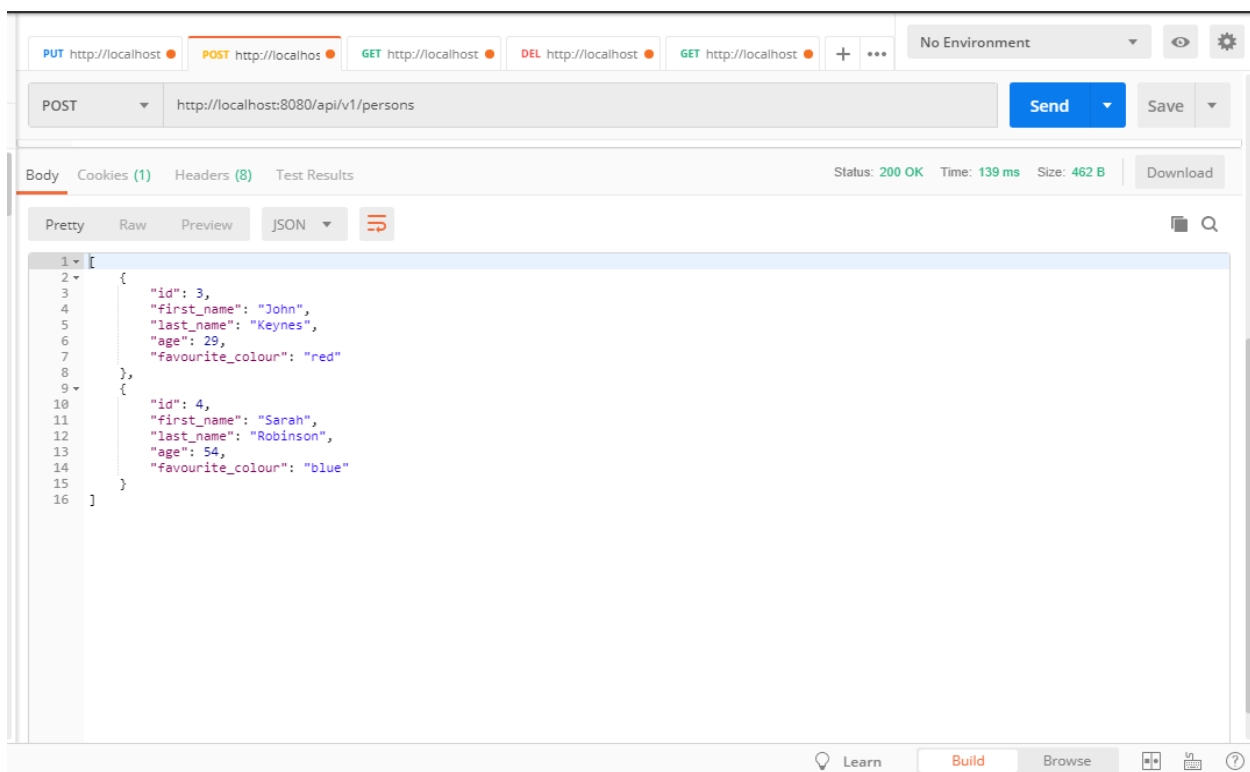 PUT http://localhost POST http://localhos GET http://localhost DEL http://localhost GET http://localhost + ••• No Environment
POST http://localhost:8080/api/v1/persons Send Save
Body Cookies (1) Headers (8) Test Results Status: 200 OK Time: 139 ms Size: 462 B Download
Pretty Raw Preview JSON
1 [
2 {
3 "id": 3,
4 "first_name": "John",
5 "last_name": "Keynes",
6 "age": 29,
7 "favourite_colour": "red"
8 },
9 {
10 "id": 4,
11 "first_name": "Sarah",
12 "last_name": "Robinson",
13 "age": 54,
14 "favourite_colour": "blue"
15 }
16 ]
Learn Build Browse ?